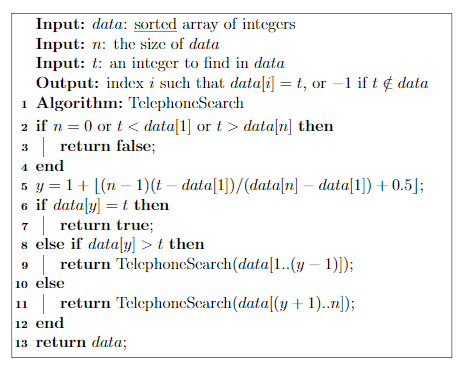 Input: data: sorted array of integers
Input: n: the size of data
Input: t: an integer to find in data
Output: index i such that data[i] = t, or −1 if t ∉ data
1 Algorithm: TelephoneSearch
2 if n = 0 or t < data[1] or t > data[n] then
3 return false;
4 end
5 y = 1 + ⌊(n − 1)(t − data[1])/(data[n] − data[1]) + 0.5⌋;
6 if data[y] = t then
7 return true;
8 else if data[y] > t then
9 return TelephoneSearch(data[1..(y − 1)]);
10 else
11 return TelephoneSearch(data[(y + 1)..n]);
12 end
13 return data;